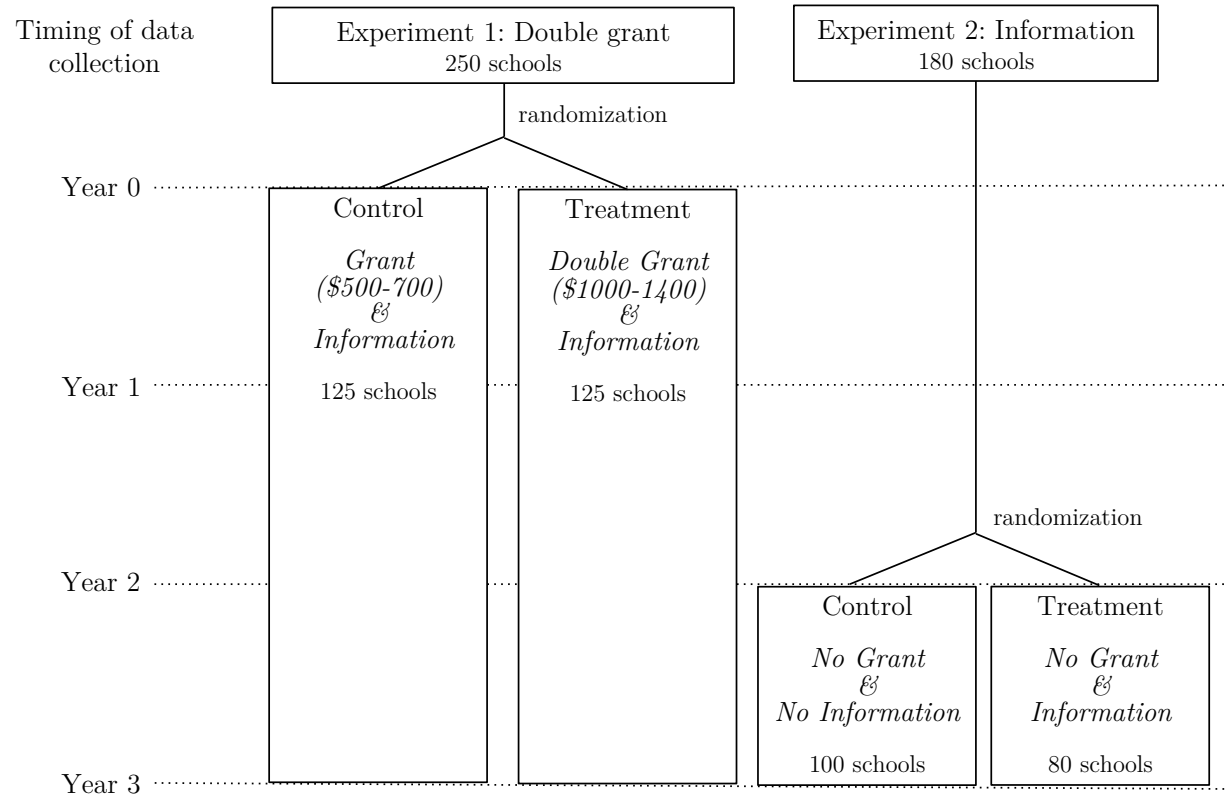 Timing of data
collection
Experiment 1: Double grant
250 schools
Experiment 2: Information
180 schools
randomization
Year 0
Control
Grant
($500-700)
&
Information
125 schools
Treatment
Double Grant
($1000-1400)
&
Information
125 schools
Year 1
randomization
Year 2
Control
No Grant
&
No Information
100 schools
Treatment
No Grant
&
Information
80 schools
Year 3